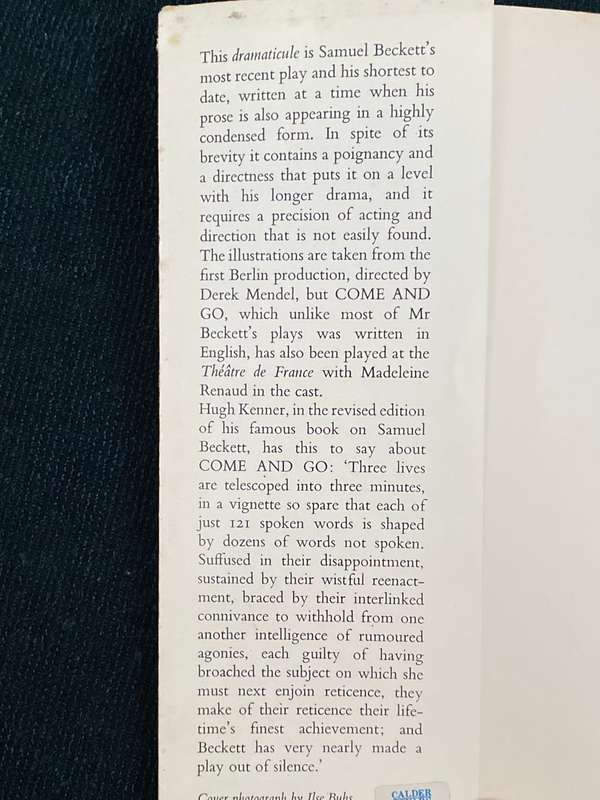 This dramaticule is Samuel Beckett's
most recent play and his shortest to
date, written at a time when his
prose is also appearing in a highly
condensed form. In spite of its
brevity it contains a poignancy and
a directness that puts it on a level
with his longer drama, and it
requires a precision of acting and
direction that is not easily found.
The illustrations are taken from the
first Berlin production, directed by
Derek Mendel, but COME AND
GO, which unlike most of Mr
Beckett's plays was written in
English, has also been played at the
Théâtre de France with Madeleine
Renaud in the cast.
Hugh Kenner, in the revised edition
of his famous book on Samuel
Beckett, has this to say about
COME AND GO: 'Three lives
are telescoped into three minutes,
in a vignette so spare that each of
just 121 spoken words is shaped
by dozens of words not spoken.
Suffused in their disappointment,
sustained by their wistful reenact-
ment, braced by their interlinked
connivance to withhold from one
another intelligence of rumoured
agonies, each guilty of having
broached the subject on which she
must next enjoin reticence, they
make of their reticence their life-
time's finest achievement; and
Beckett has very nearly made a
play out of silence.'
Cover photograph by Ilse Buhs
CALDER